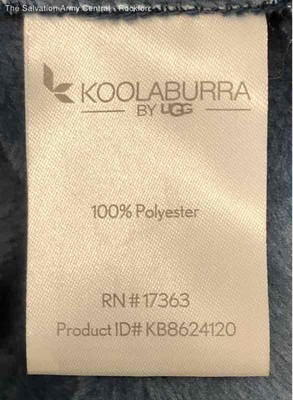 The Salvation Army Central - Rockford
KOOLABURRA
BY UGG
100% Polyester
RN # 17363
Product ID# KB8624120